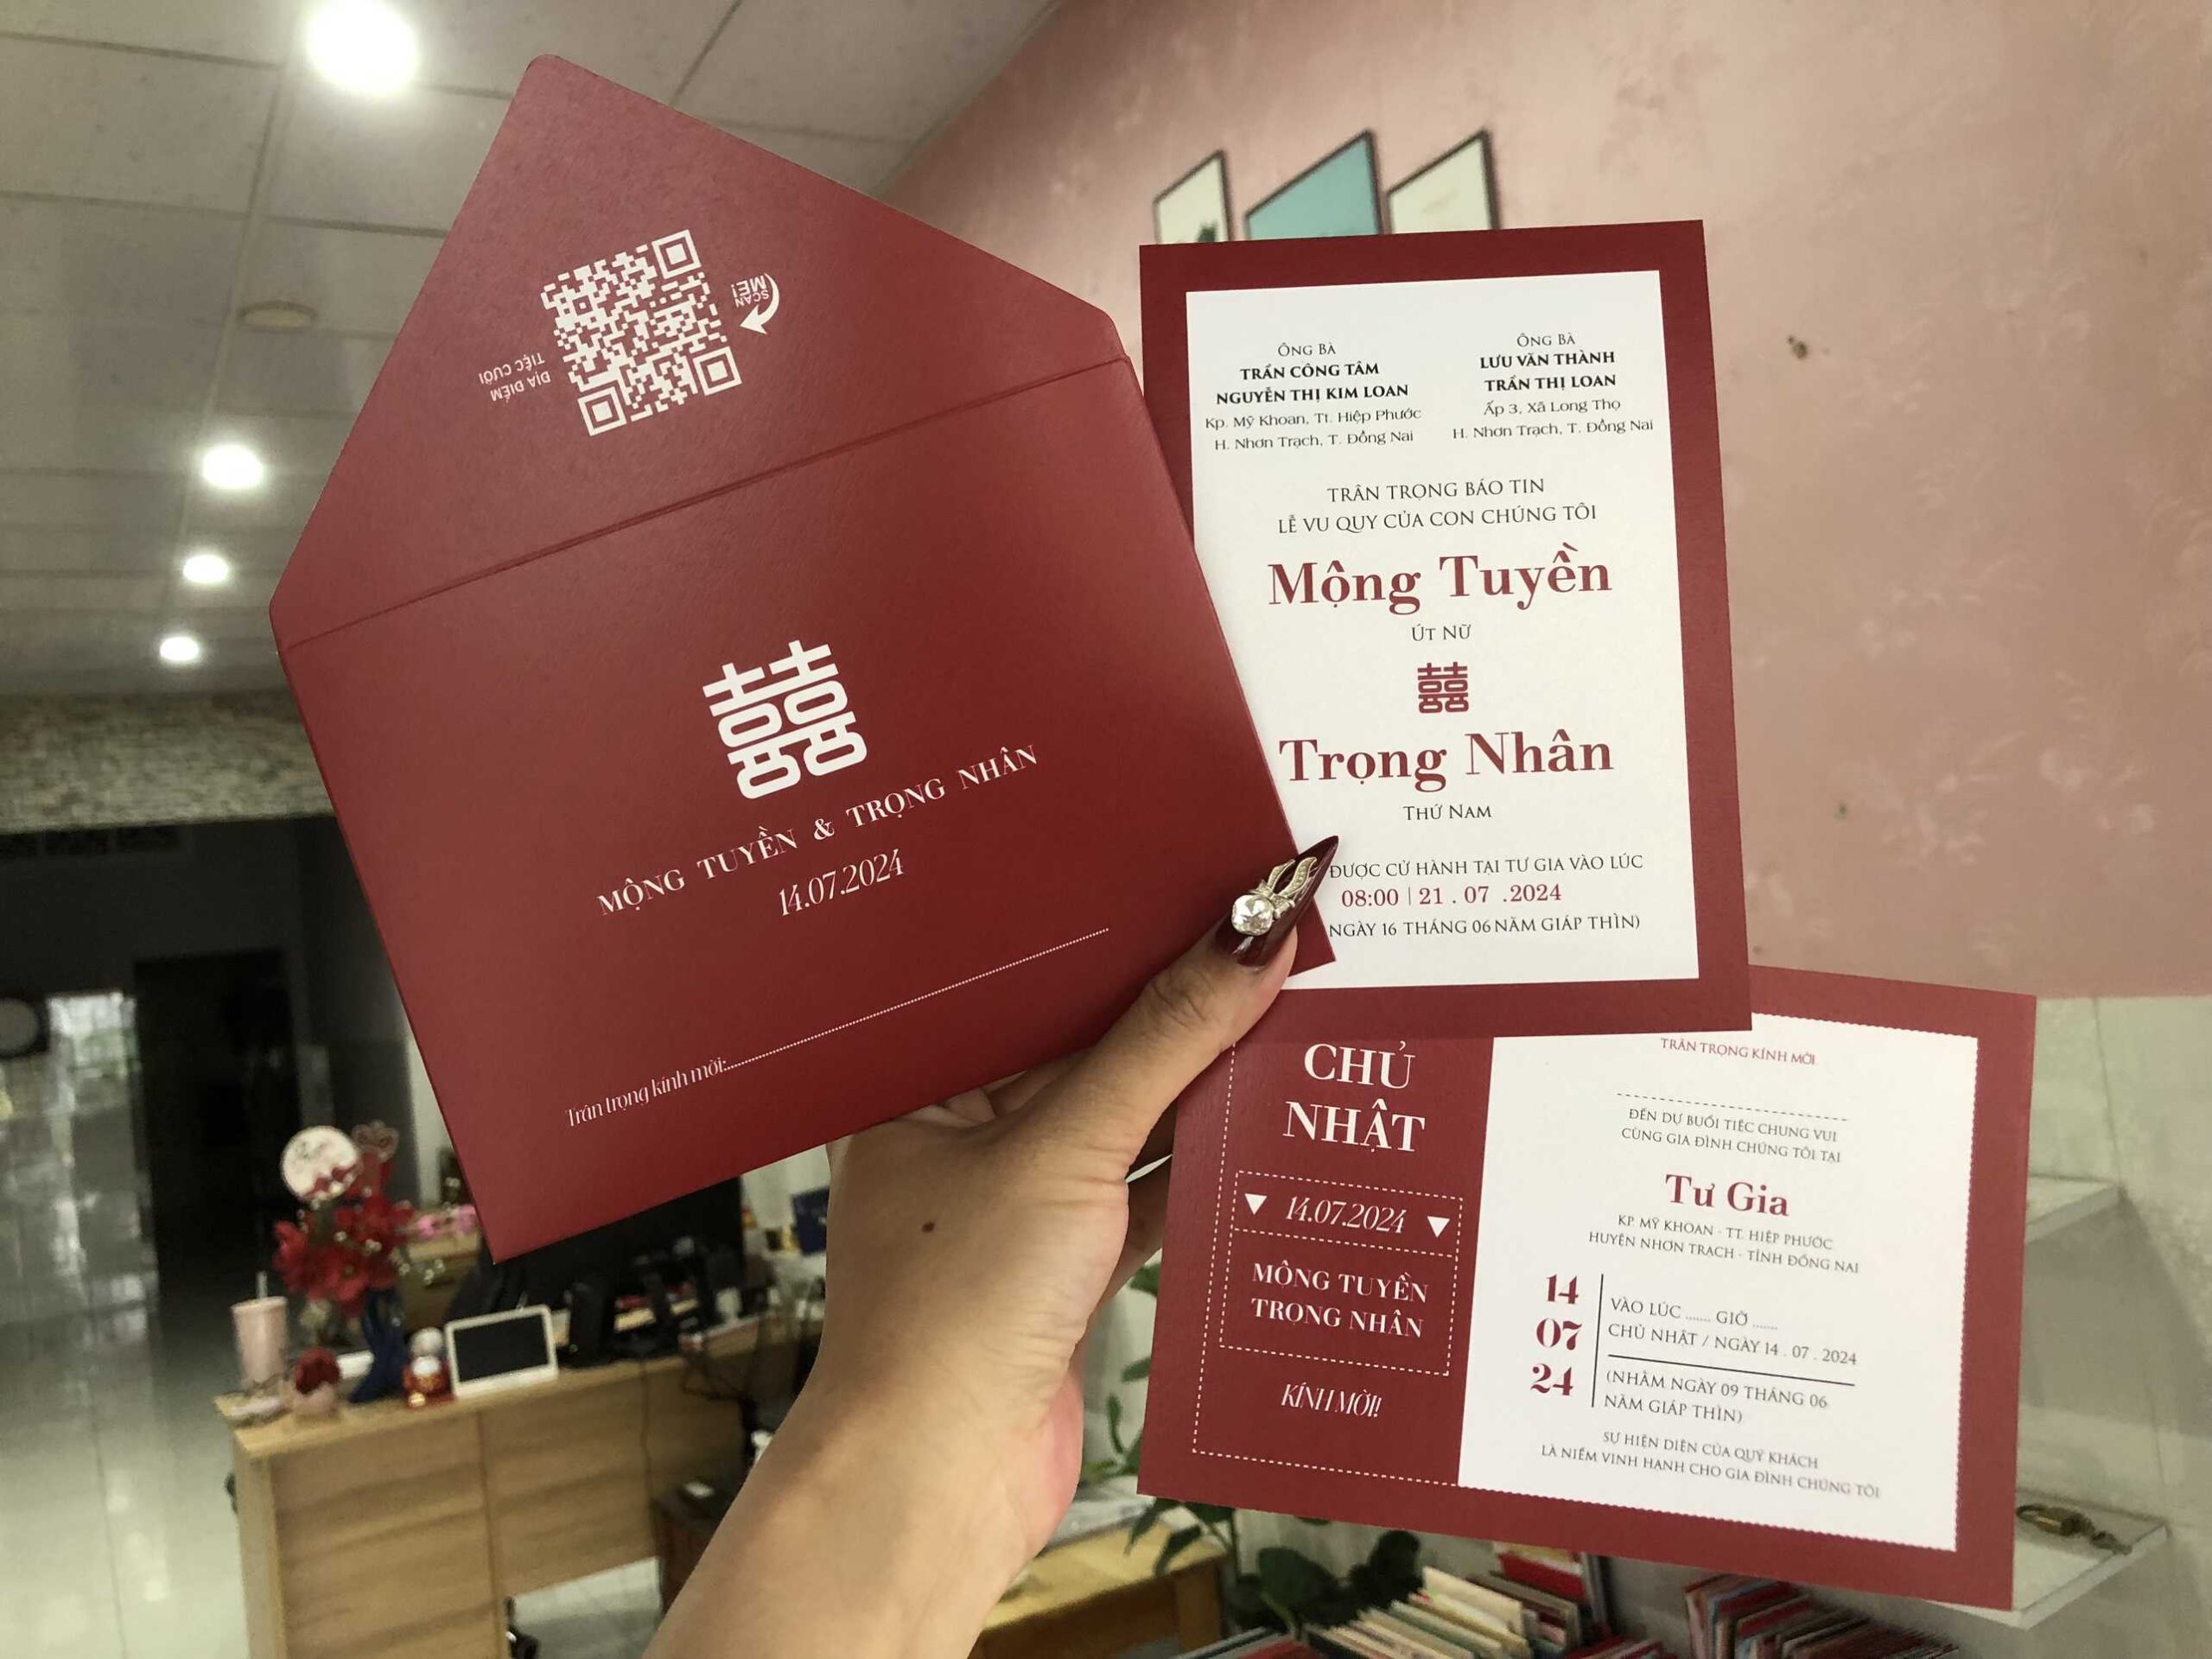 SCAN
ME!
ĐỊA ĐIỂM
TIỆC CƯỚI
囍
MỘNG TUYỀN & TRỌNG NHÂN
14.07.2024
Trân trọng kính mời:
ÔNG BÀ
TRẦN CÔNG TÂM
NGUYỄN THỊ KIM LOAN
Kp. Mỹ Khoan, Tt. Hiệp Phước
H. Nhơn Trạch, T. Đồng Nai
ÔNG BÀ
LƯU VĂN THÀNH
TRẦN THỊ LOAN
Ấp 3, Xã Long Thọ
H. Nhơn Trạch, T. Đồng Nai
TRÂN TRỌNG BÁO TIN
LỄ VU QUY CỦA CON CHÚNG TÔI
Mộng Tuyền
ÚT NỮ
囍
Trọng Nhân
THỨ NAM
ĐƯỢC CỬ HÀNH TẠI TƯ GIA VÀO LÚC
08:00 | 21 . 07 .2024
NGÀY 16 THÁNG 06 NĂM GIÁP THÌN)
CHỦ
NHẬT
14.07.2024
MỘNG TUYỀN
TRỌNG NHÂN
KÍNH MỜI!
TRÂN TRỌNG KÍNH MỜI
ĐẾN DỰ BUỔI TIỆC CHUNG VUI
CÙNG GIA ĐÌNH CHÚNG TÔI TẠI
Tư Gia
KP. MỸ KHOAN - TT. HIỆP PHƯỚC
HUYỆN NHƠN TRẠCH - TỈNH ĐỒNG NAI
14
07
24
VÀO LÚC ....... GIỜ .......
CHỦ NHẬT / NGÀY 14 . 07 . 2024
(NHẰM NGÀY 09 THÁNG 06
NĂM GIÁP THÌN)
SỰ HIỆN DIỆN CỦA QUÝ KHÁCH
LÀ NIỀM VINH HẠNH CHO GIA ĐÌNH CHÚNG TÔI